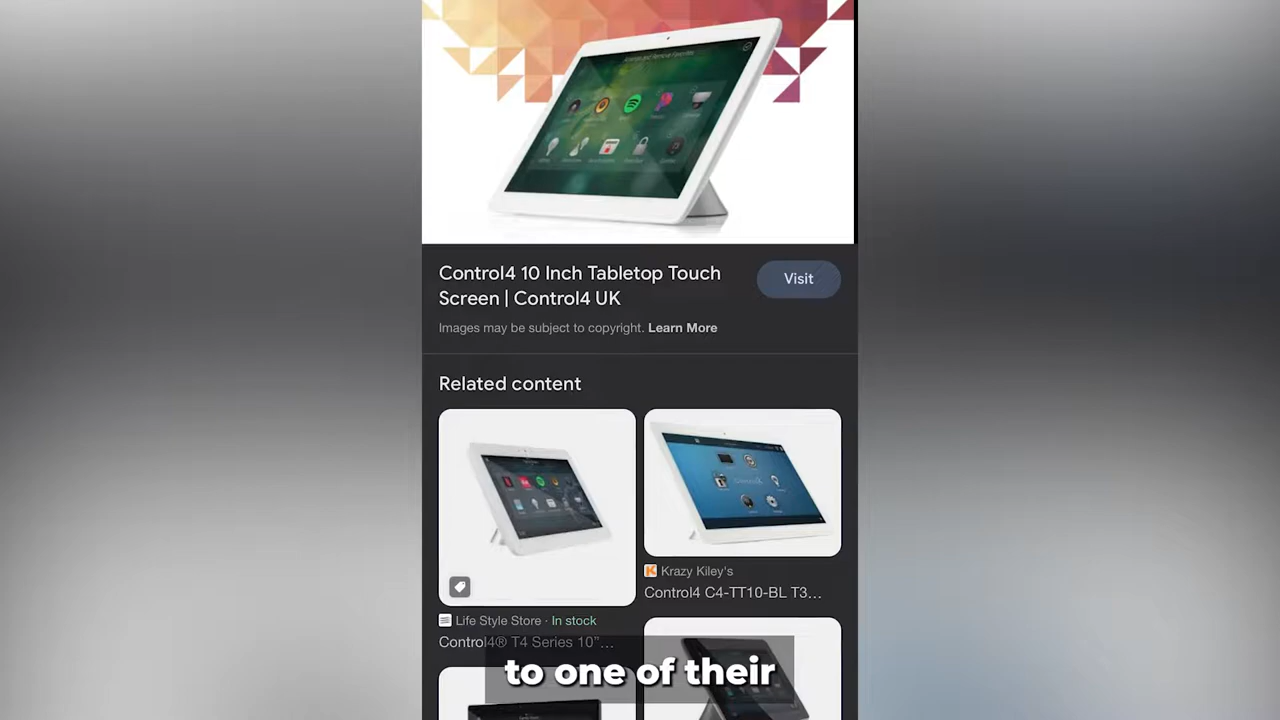 Control4 10 Inch Tabletop Touch
Screen | Control4 UK
Visit
Images may be subject to copyright. Learn More
Related content
Krazy Kiley's
Control4 C4-TT10-BL T3...
Life Style Store · In stock
Control4® T4 Series 10”...
to one of their